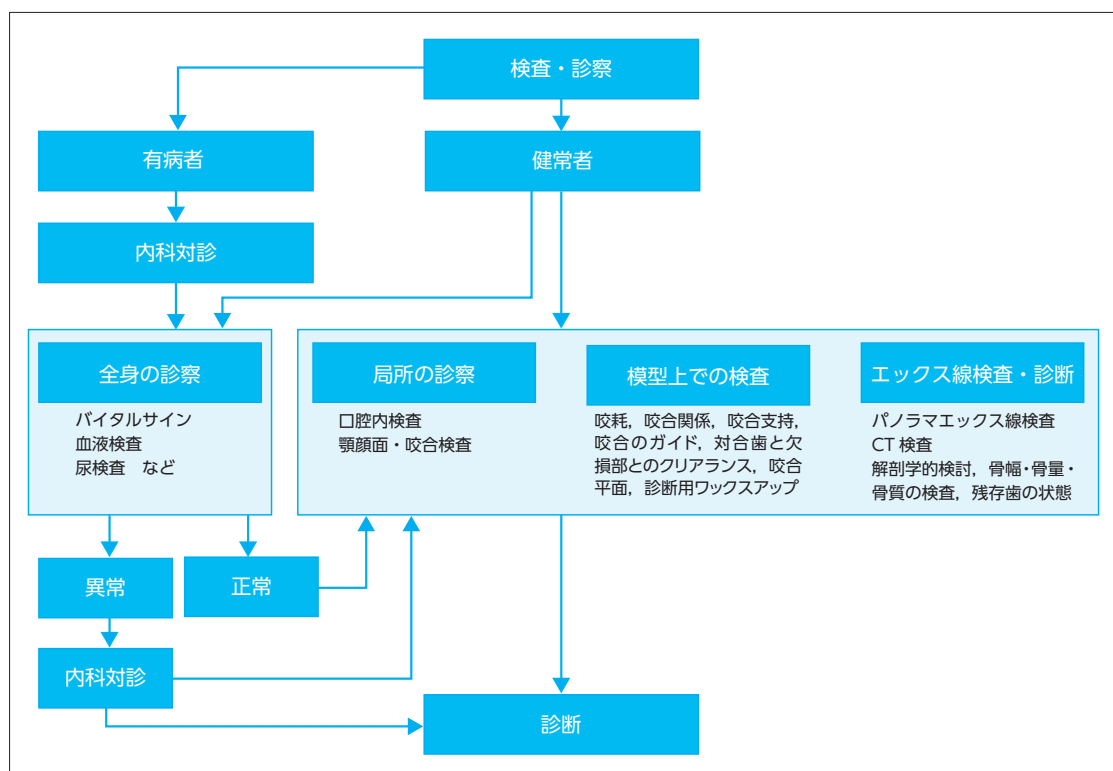 検査・診察
有病者
健常者
内科対診
全身の診察
バイタルサイン
血液検査
尿検査 など
局所の診察
口腔内検査
顎顔面・咬合検査
模型上での検査
咬耗，咬合関係，咬合支持，
咬合のガイド，対合歯と欠
損部とのクリアランス，咬合
平面，診断用ワックスアップ
エックス線検査・診断
パノラマエックス線検査
CT 検査
解剖学的検討，骨幅・骨量・
骨質の検査，残存歯の状態
異常
正常
内科対診
診断